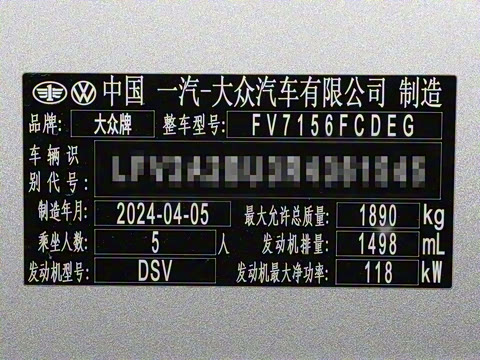 中国 一汽-大众汽车有限公司 制造
品牌: 大众牌 整车型号: FV7156FCDEG
车辆识
别代号:
制造年月: 2024-04-05 最大允许总质量: 1890 kg
乘坐人数: 5 人 发动机排量: 1498 mL
发动机型号: DSV 发动机最大净功率: 118 kW